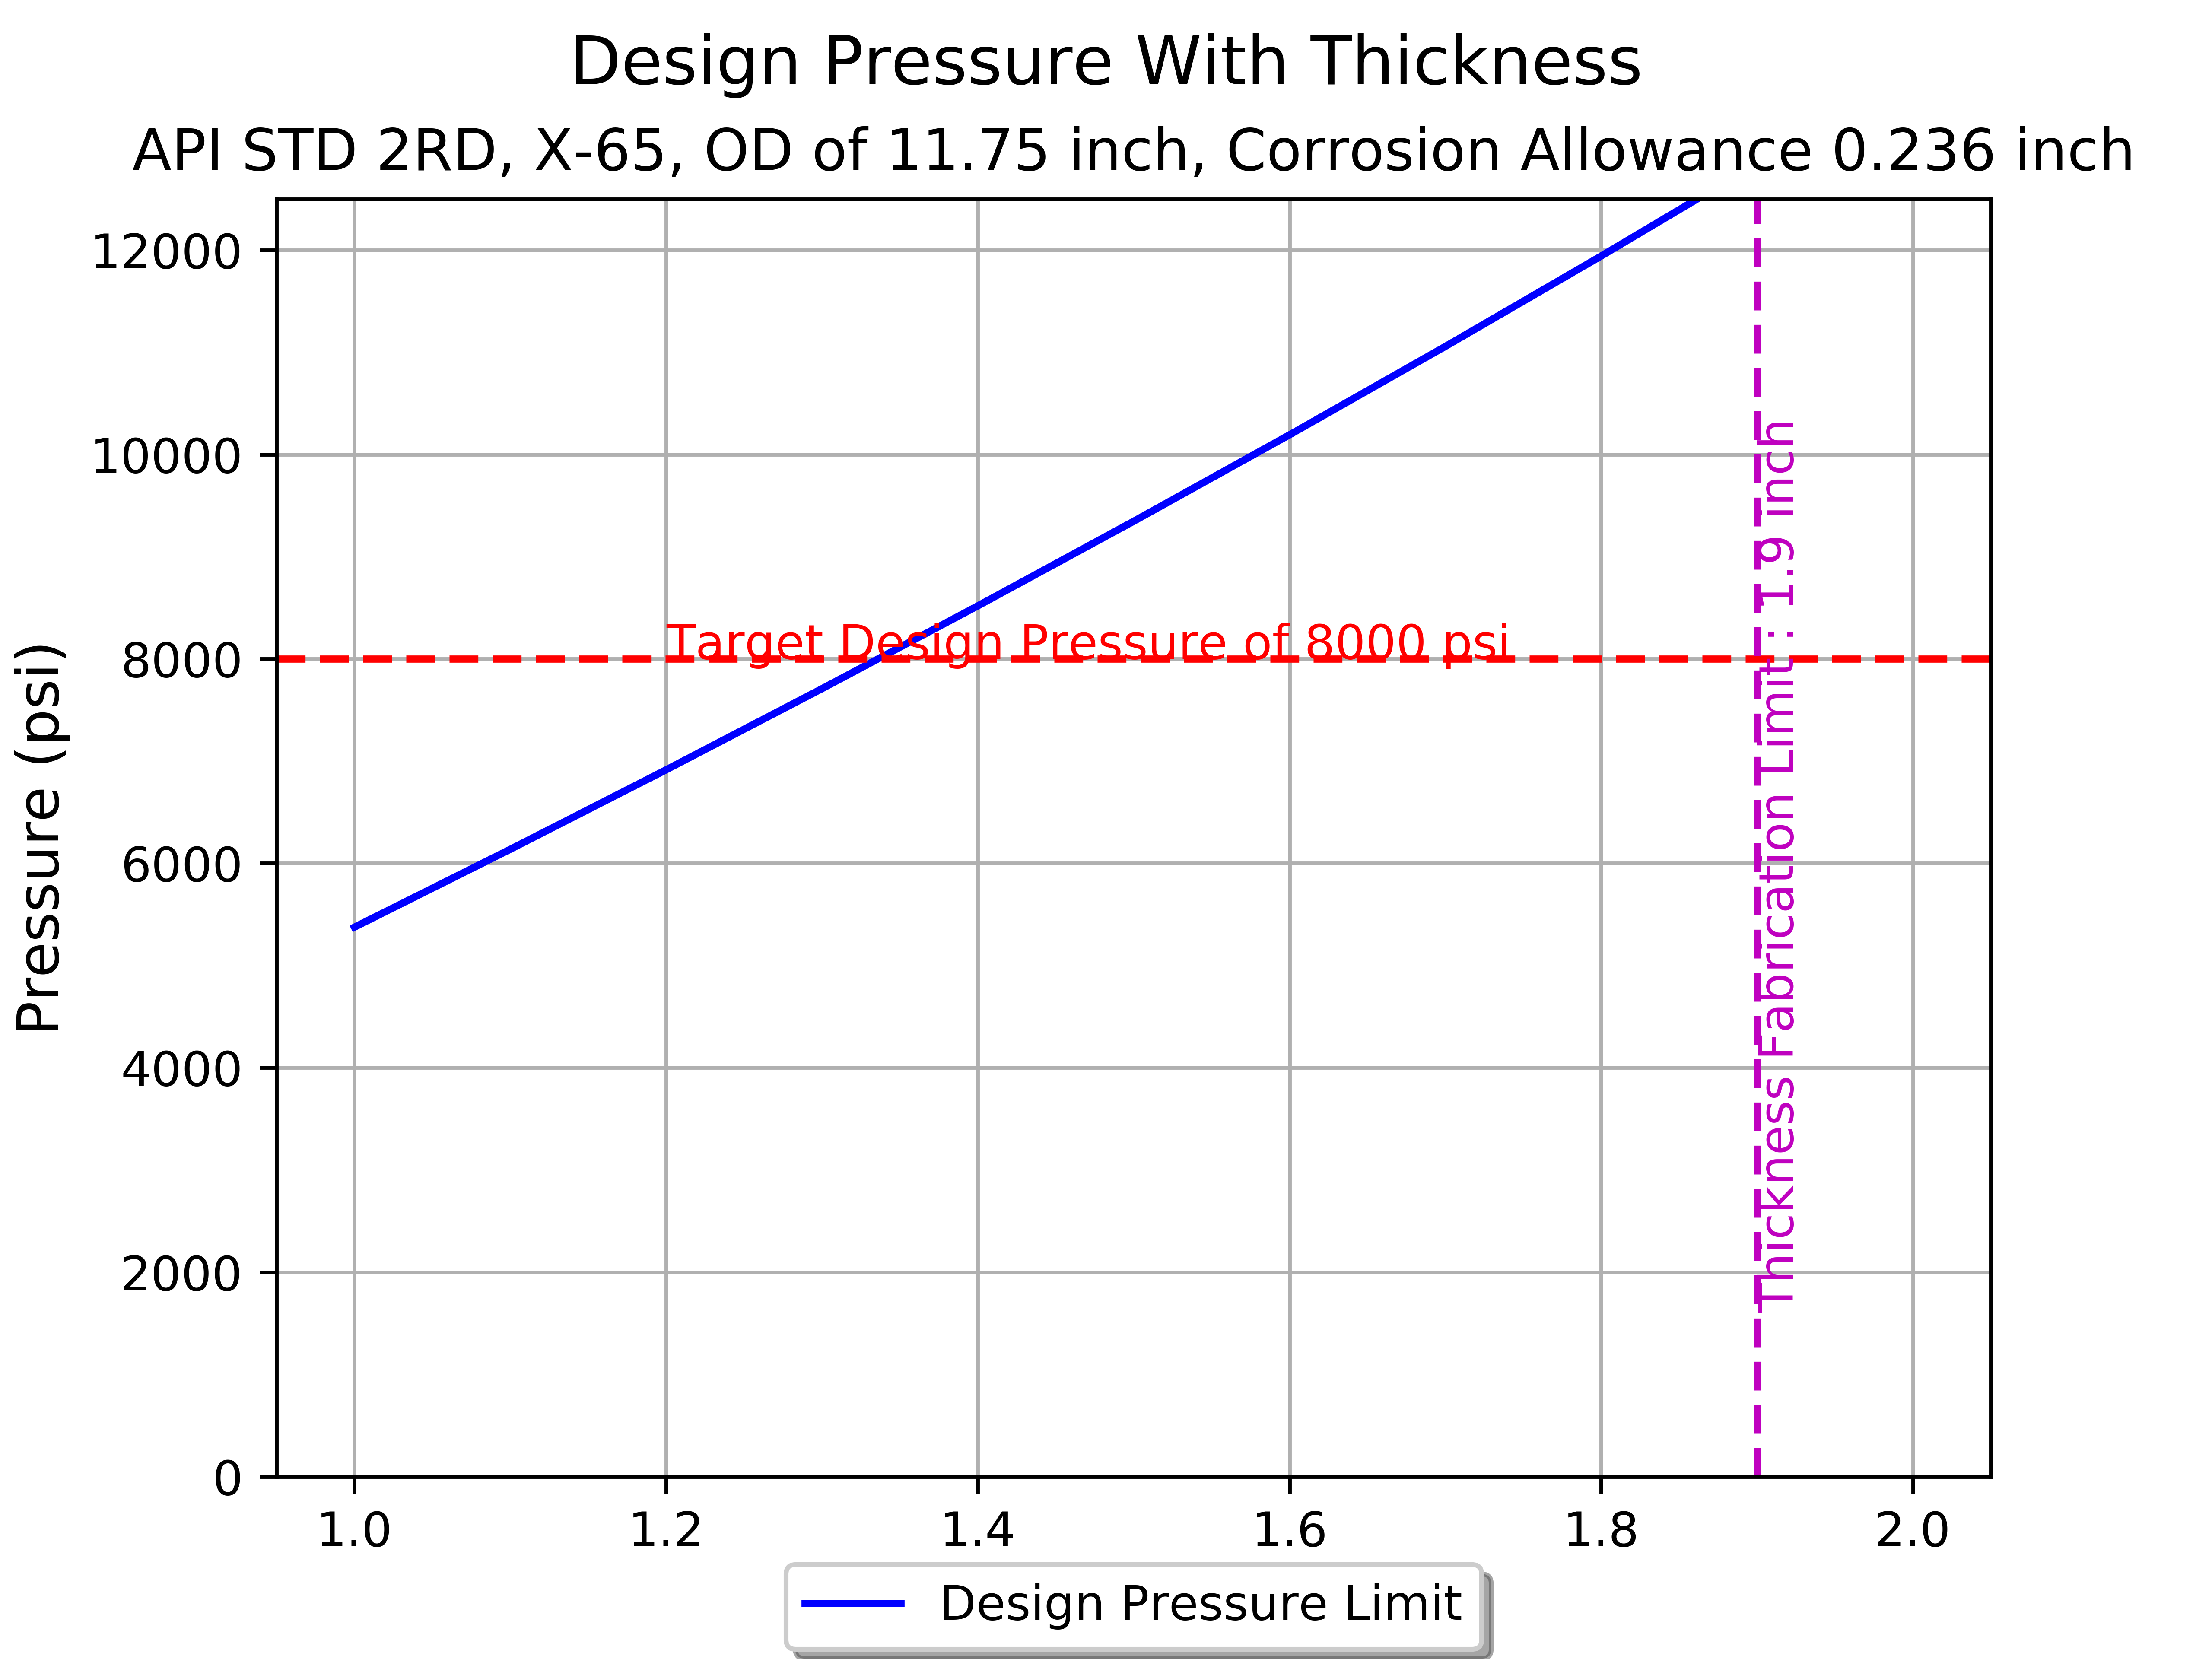 Design Pressure With Thickness
API STD 2RD, X-65, OD of 11.75 inch, Corrosion Allowance 0.236 inch
Pressure (psi)
12000
10000
8000
6000
4000
2000
0
Target Design Pressure of 8000 psi
Thickness Fabrication Limit : 1.9 inch
1.0 1.2 1.4 1.6 1.8 2.0
Design Pressure Limit